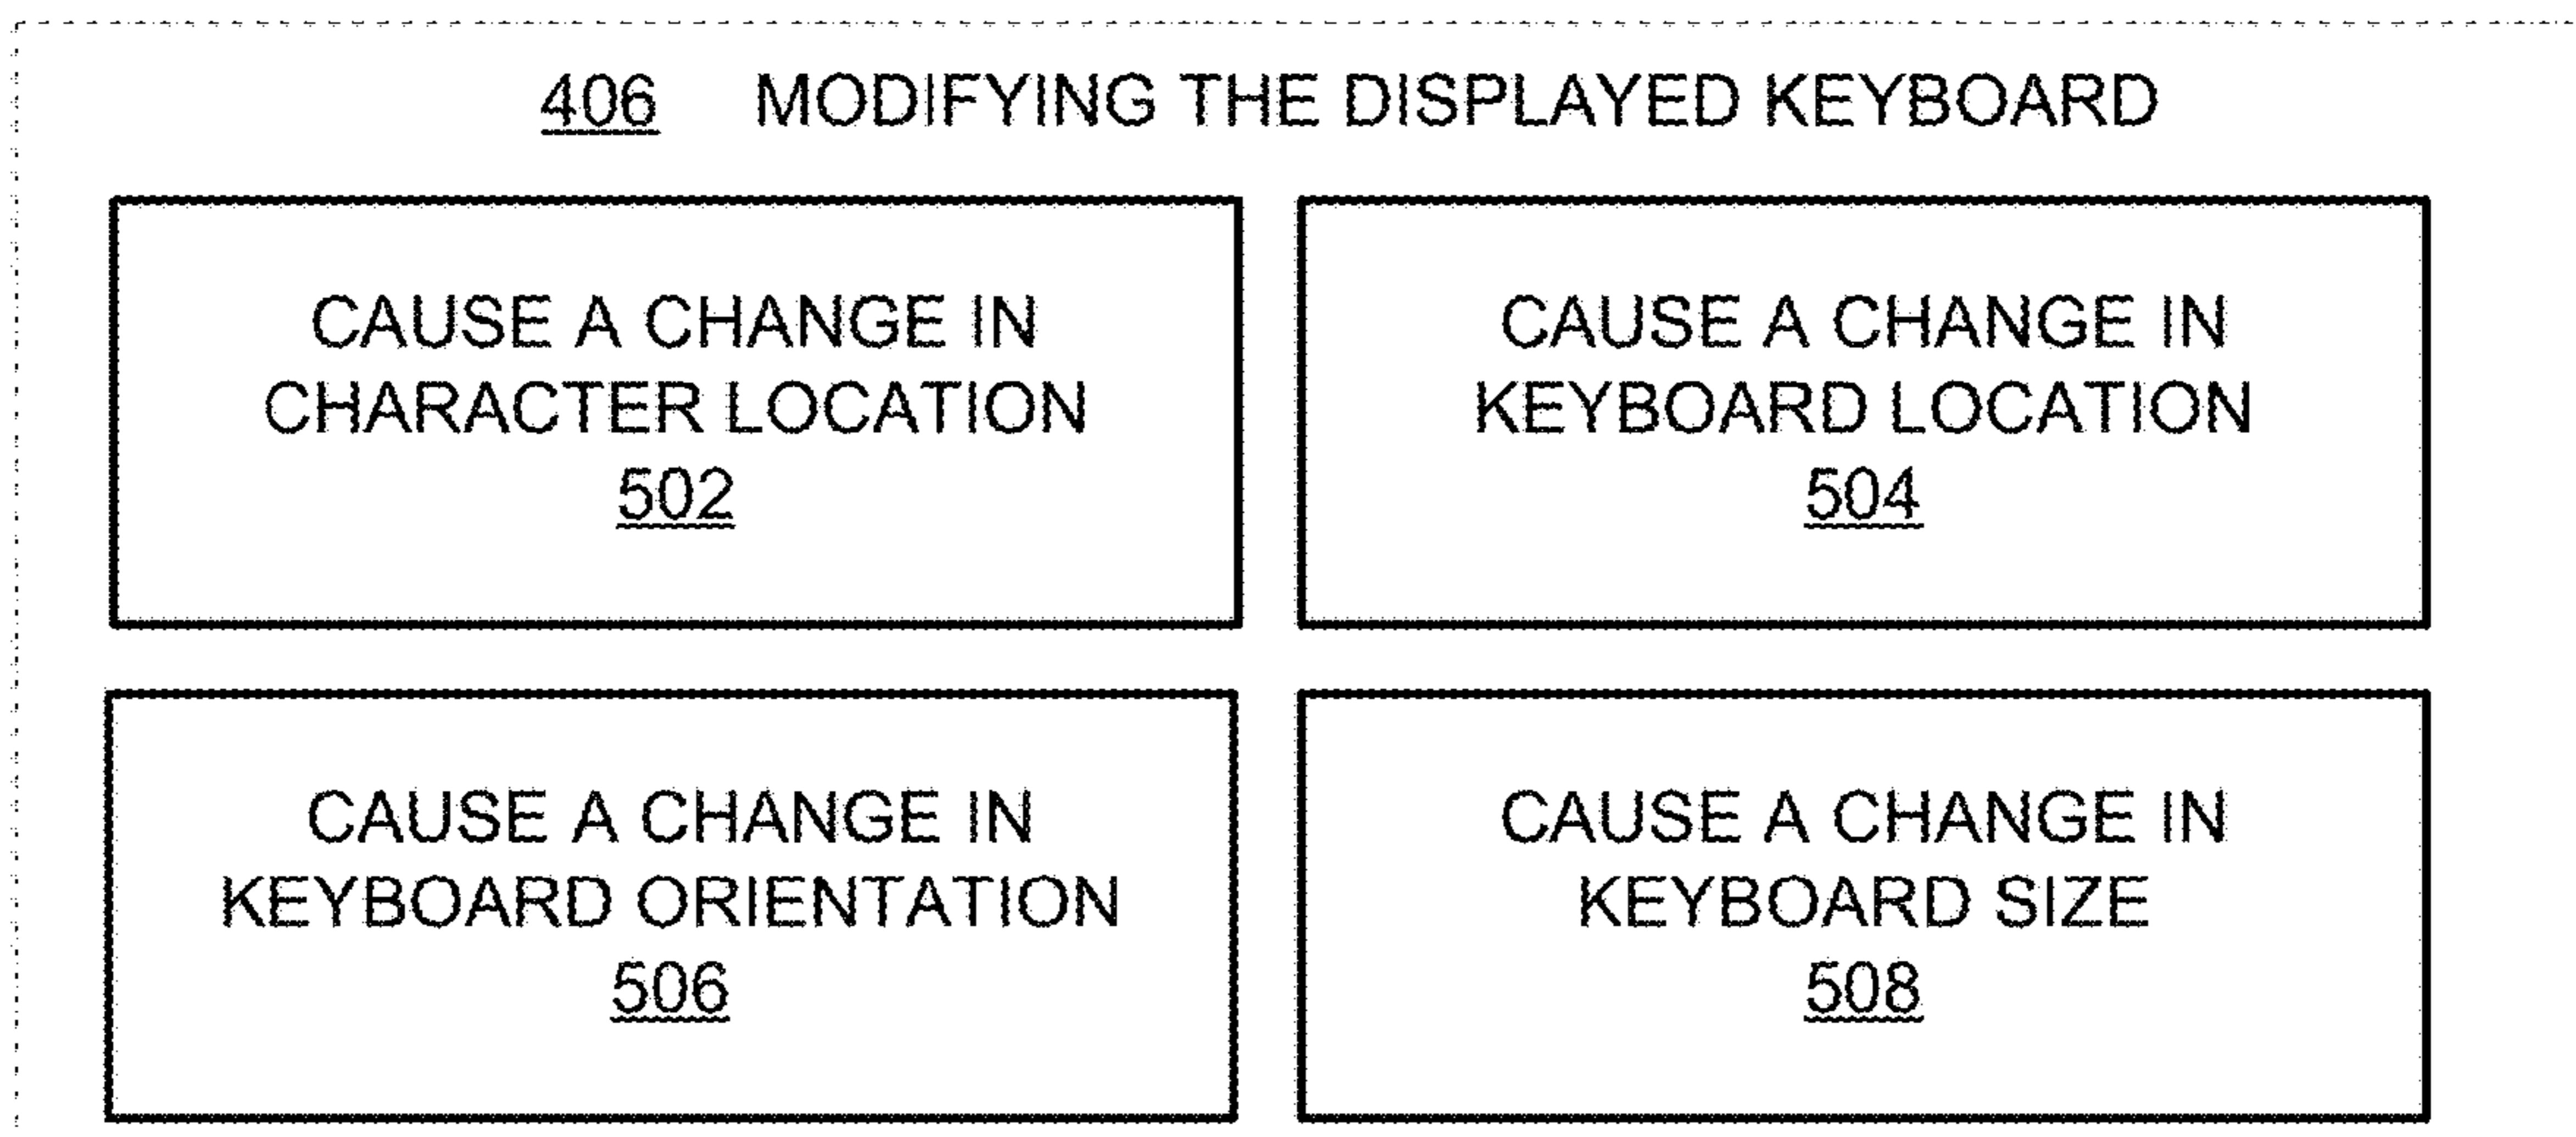 406 MODIFYING THE DISPLAYED KEYBOARD
CAUSE A CHANGE IN
CHARACTER LOCATION
502
CAUSE A CHANGE IN
KEYBOARD LOCATION
504
CAUSE A CHANGE IN
KEYBOARD ORIENTATION
506
CAUSE A CHANGE IN
KEYBOARD SIZE
508